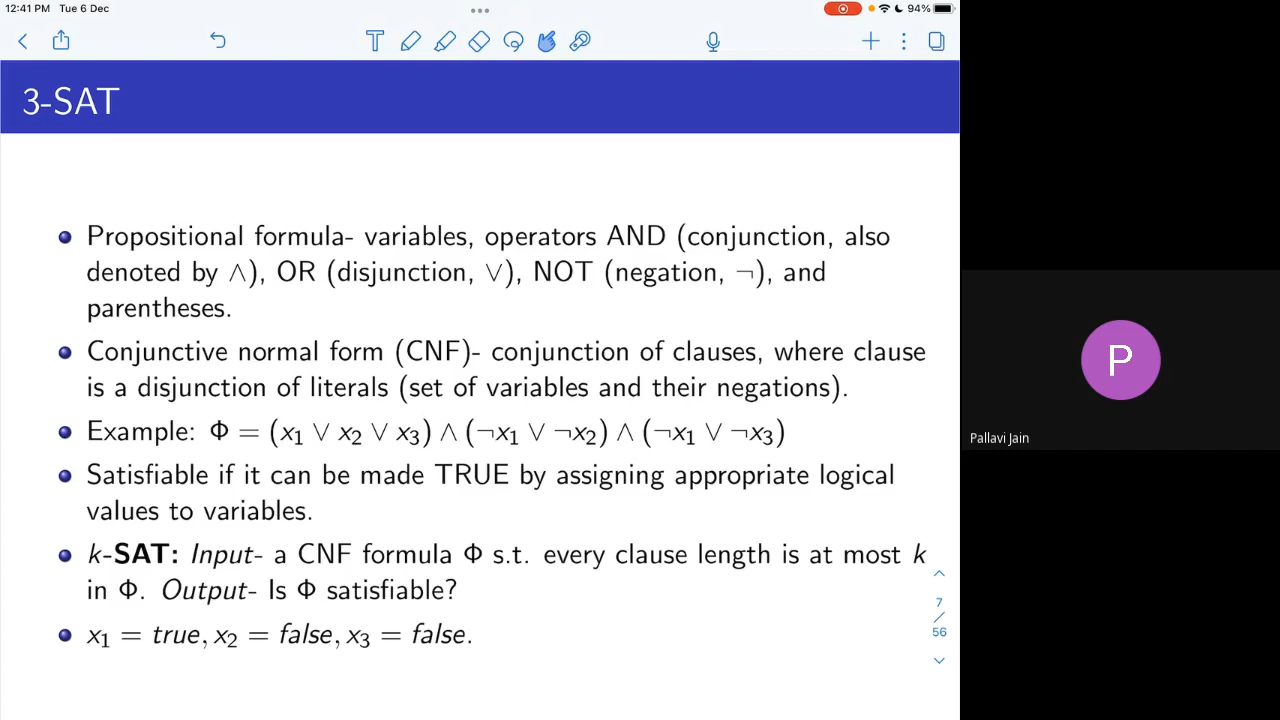 12:41 PM Tue 6 Dec
94%
3-SAT
Propositional formula- variables, operators AND (conjunction, also
denoted by ∧), OR (disjunction, ∨), NOT (negation, ¬), and
parentheses.
Conjunctive normal form (CNF)- conjunction of clauses, where clause
is a disjunction of literals (set of variables and their negations).
Example: Φ = (x₁ ∨ x₂ ∨ x₃) ∧ (¬x₁ ∨ ¬x₂) ∧ (¬x₁ ∨ ¬x₃)
Satisfiable if it can be made TRUE by assigning appropriate logical
values to variables.
k-SAT: Input- a CNF formula Φ s.t. every clause length is at most k
in Φ. Output- Is Φ satisfiable?
x₁ = true, x₂ = false, x₃ = false.
7
/
56
P
Pallavi Jain